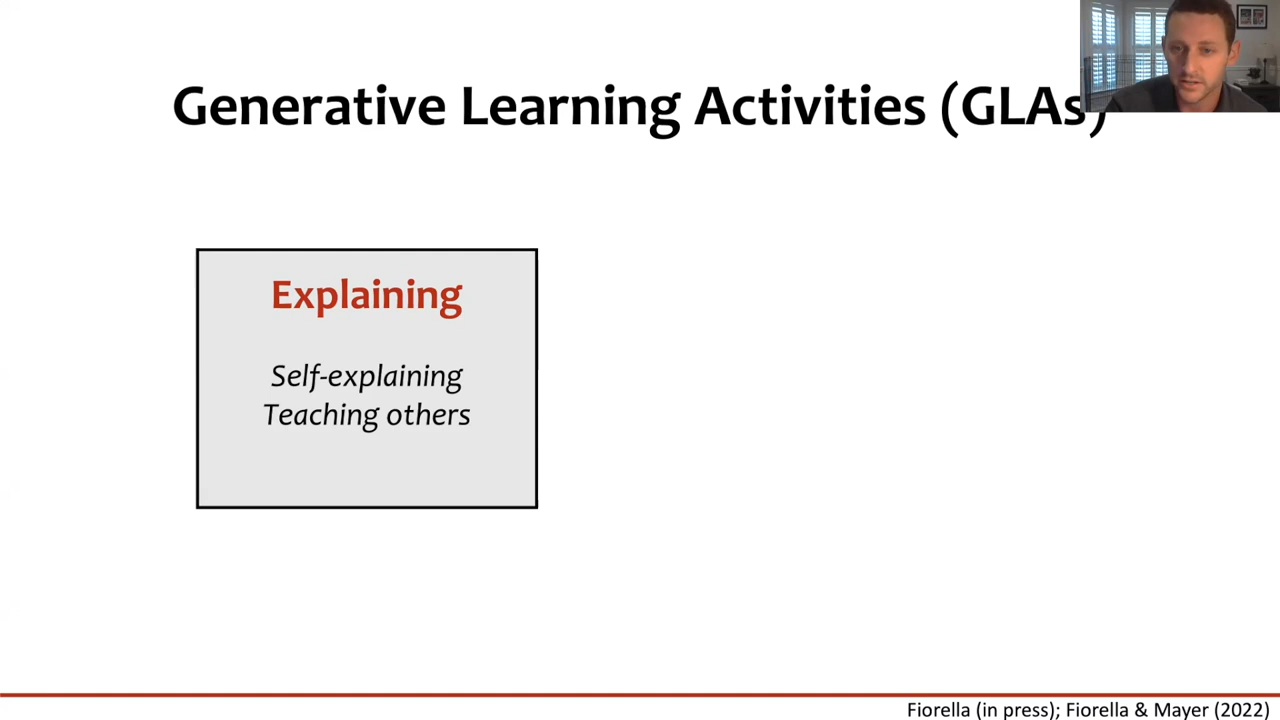 Generative Learning Activities (GLAs)
Explaining
Self-explaining
Teaching others
Fiorella (in press); Fiorella & Mayer (2022)